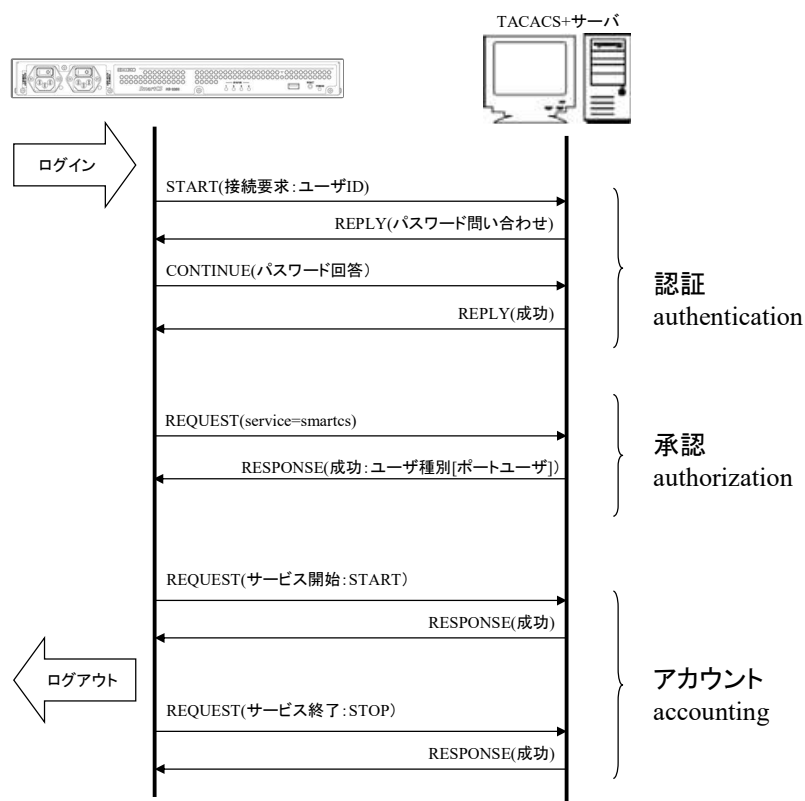 TACACS+サーバ
ログイン
START(接続要求:ユーザID)
REPLY(パスワード問い合わせ)
CONTINUE(パスワード回答)
REPLY(成功)
認証
authentication
REQUEST(service=smartcs)
RESPONSE(成功:ユーザ種別[ポートユーザ])
承認
authorization
REQUEST(サービス開始:START)
RESPONSE(成功)
ログアウト
アカウント
accounting
REQUEST(サービス終了:STOP)
RESPONSE(成功)